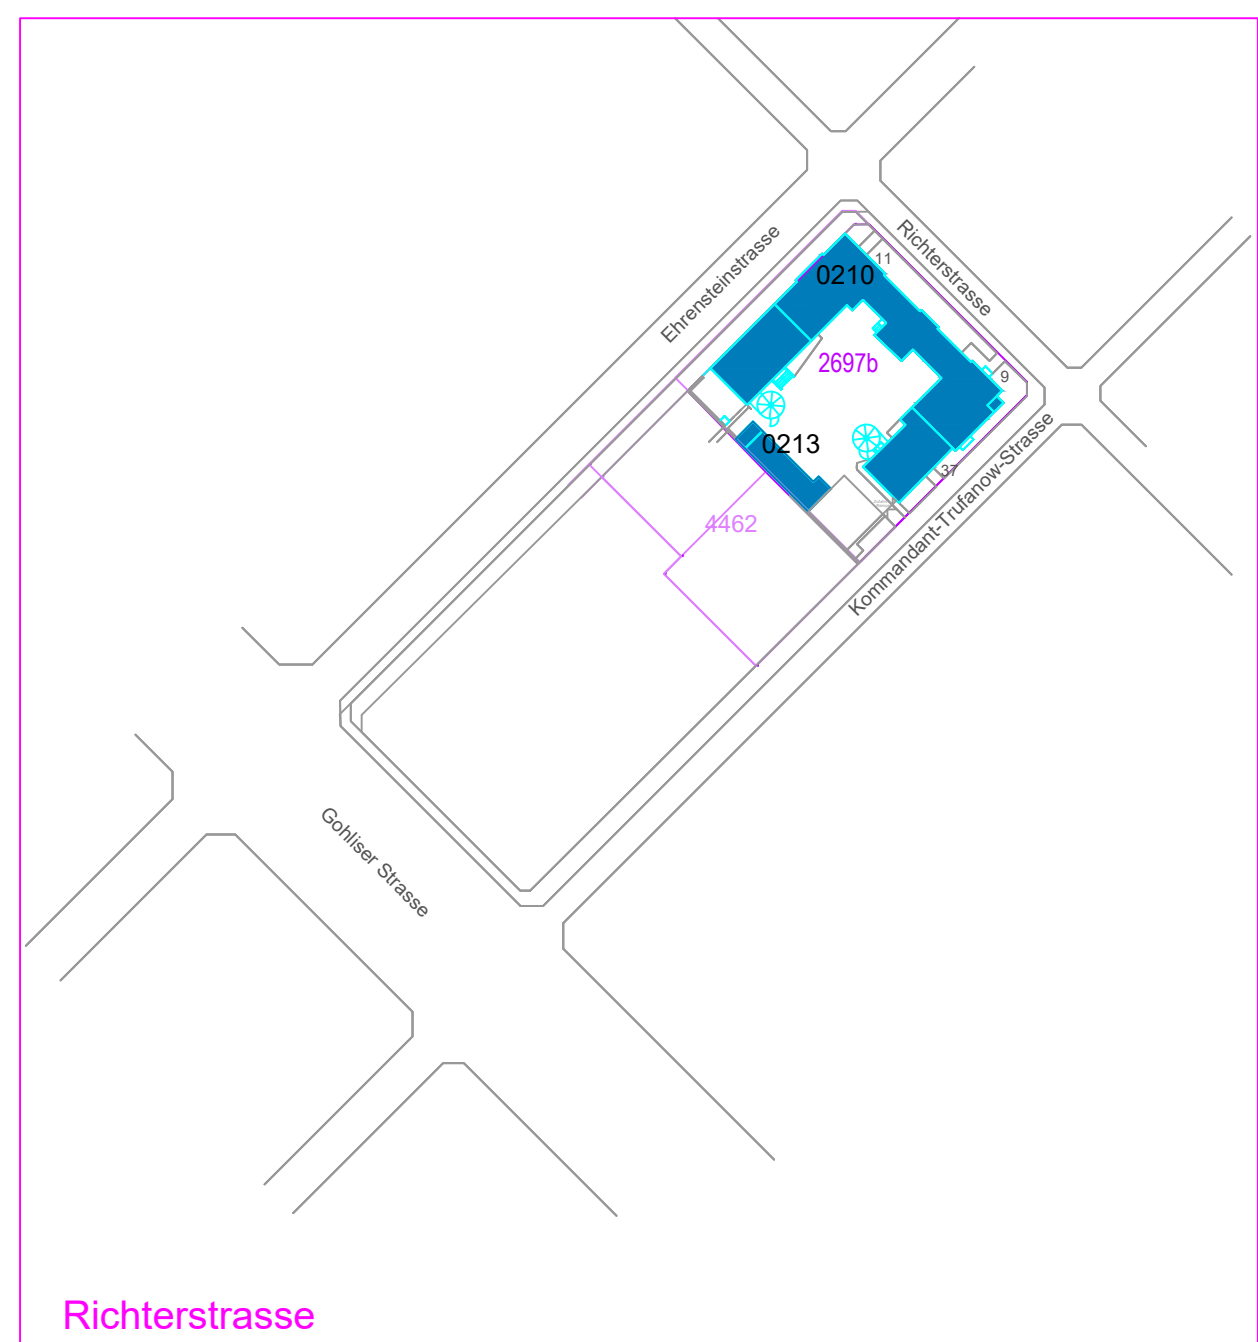 Ehrensteinstrasse
Richterstrasse
11
0210
2697b
9
0213
37
4462
Kommandant-Trufanow-Strasse
Gohliser Strasse
Richterstrasse